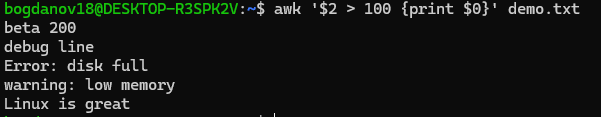 bogdanov18@DESKTOP-R3SPK2V:~$ awk '$2 > 100 {print $0}' demo.txt
beta 200
debug line
Error: disk full
warning: low memory
Linux is great